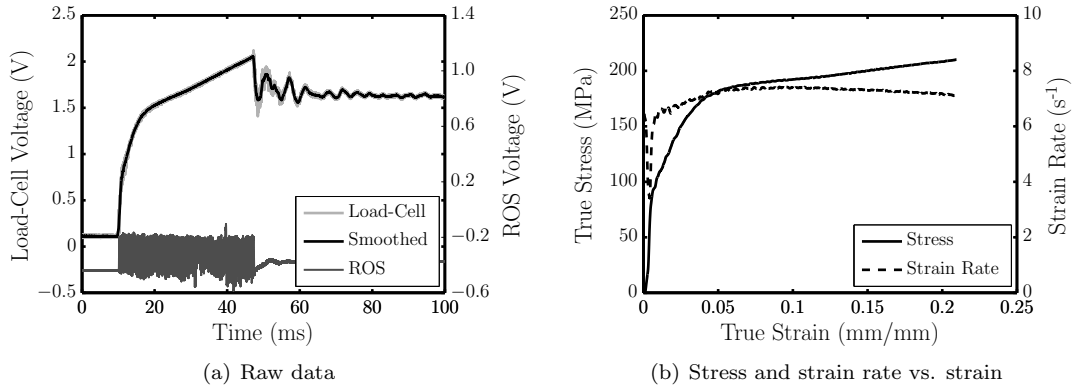 2.5
2
1.5
1
0.5
0
−0.5
Load-Cell Voltage (V)
1.4
1.0
0.6
0.2
−0.2
−0.6
ROS Voltage (V)
Load-Cell
Smoothed
ROS
0 20 40 60 80 100
Time (ms)
(a) Raw data
250
200
150
100
50
0
True Stress (MPa)
10
8
6
4
2
0
Strain Rate (s-1)
Stress
Strain Rate
0 0.05 0.1 0.15 0.2 0.25
True Strain (mm/mm)
(b) Stress and strain rate vs. strain